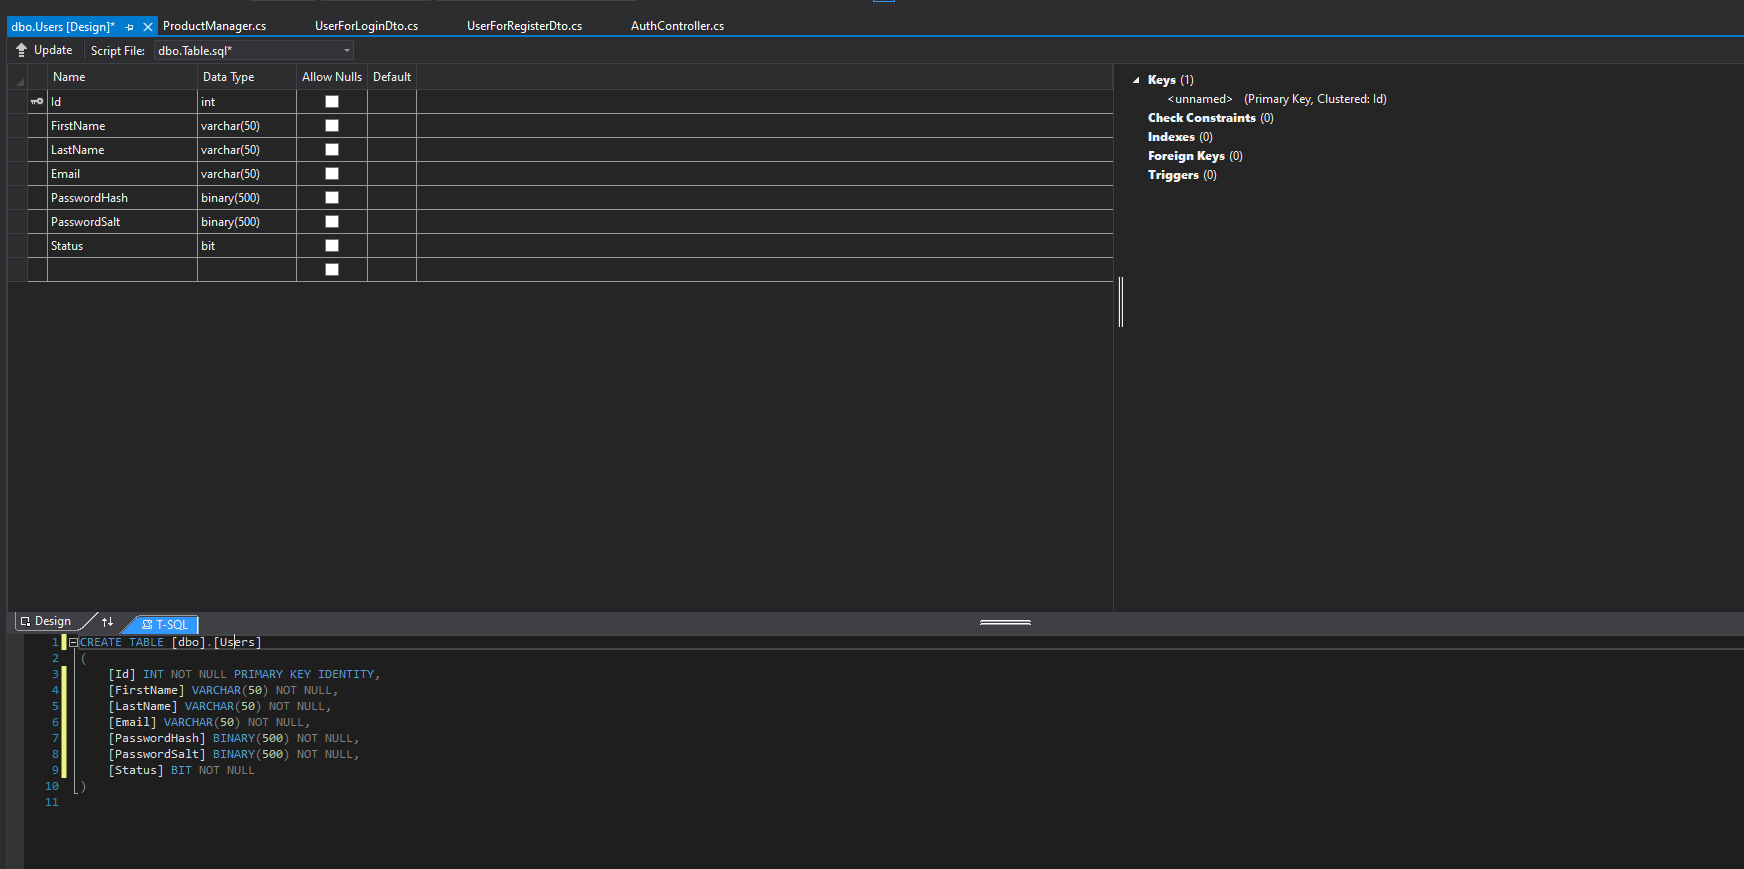 dbo.Users [Design]* ProductManager.cs UserForLoginDto.cs UserForRegisterDto.cs AuthController.cs
Update Script File: dbo.Table.sql*
Name Data Type Allow Nulls Default
Id int
FirstName varchar(50)
LastName varchar(50)
Email varchar(50)
PasswordHash binary(500)
PasswordSalt binary(500)
Status bit
Keys (1)
<unnamed> (Primary Key, Clustered: Id)
Check Constraints (0)
Indexes (0)
Foreign Keys (0)
Triggers (0)
Design T-SQL
1 CREATE TABLE [dbo].[Users]
2 (
3 [Id] INT NOT NULL PRIMARY KEY IDENTITY,
4 [FirstName] VARCHAR(50) NOT NULL,
5 [LastName] VARCHAR(50) NOT NULL,
6 [Email] VARCHAR(50) NOT NULL,
7 [PasswordHash] BINARY(500) NOT NULL,
8 [PasswordSalt] BINARY(500) NOT NULL,
9 [Status] BIT NOT NULL
10 )
11